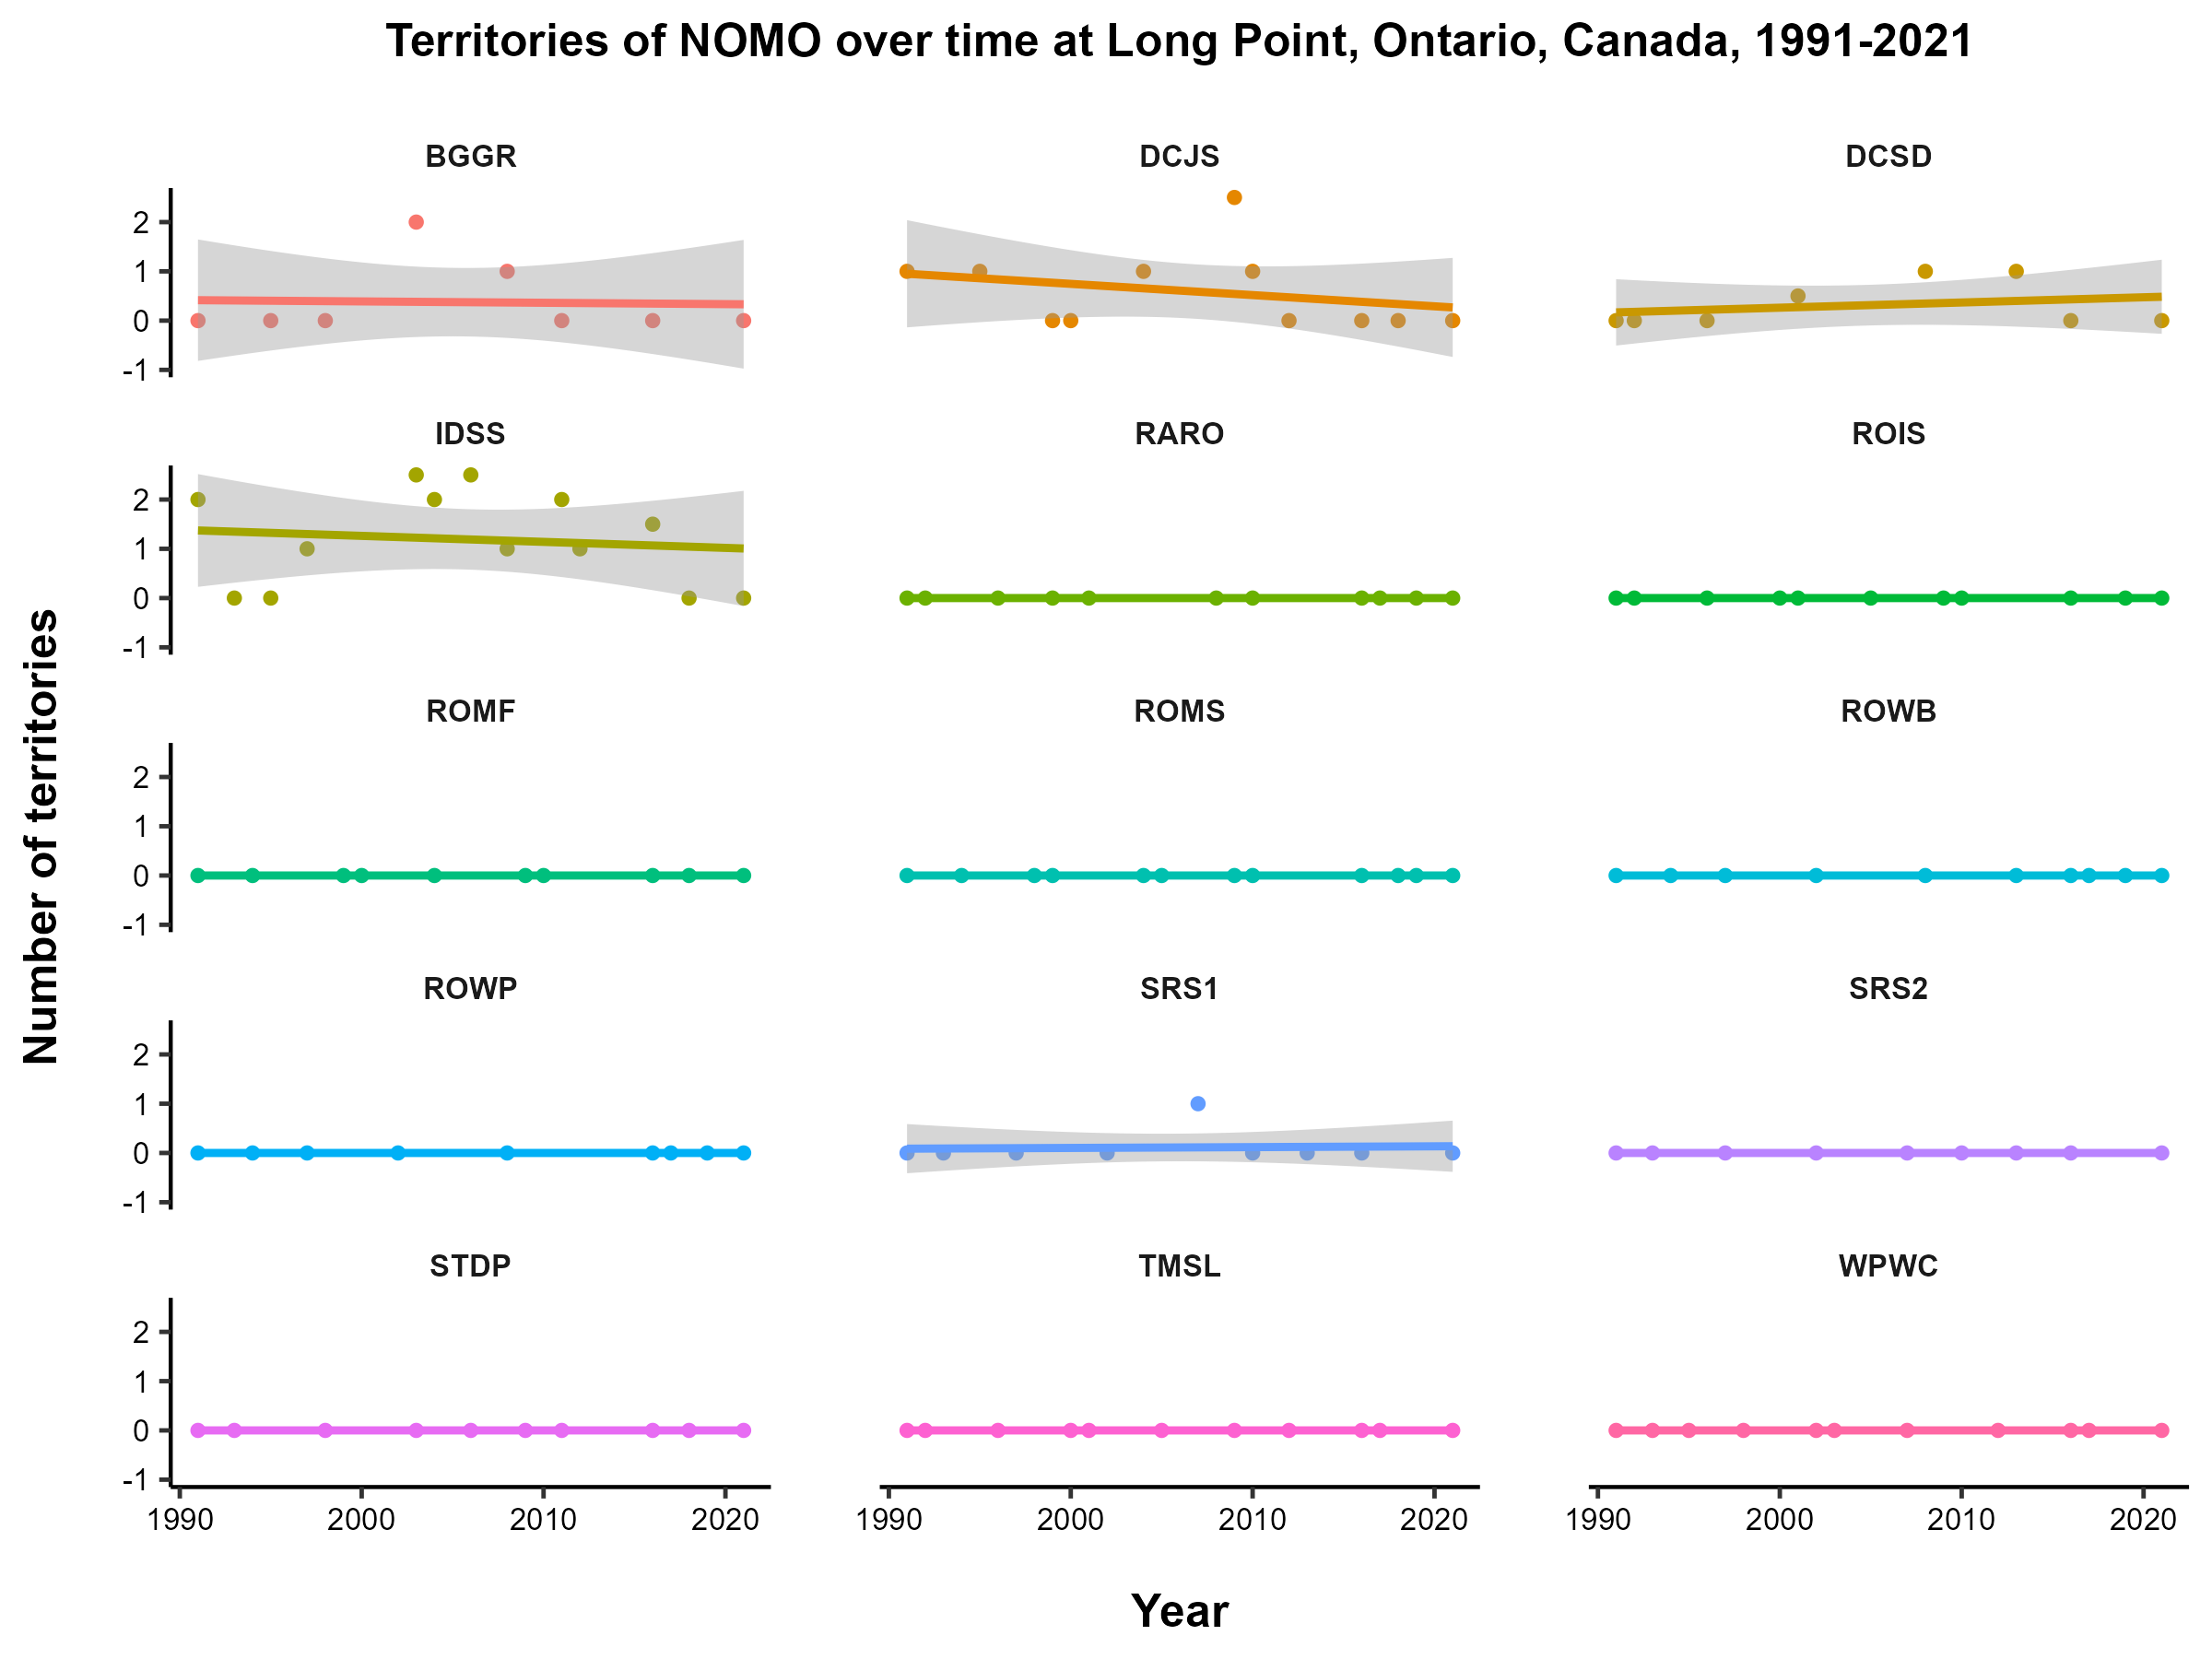 Territories of NOMO over time at Long Point, Ontario, Canada, 1991-2021
BGGR DCJS DCSD
2
1
0
-1
IDSS RARO ROIS
2
1
0
-1
ROMF ROMS ROWB
2
1
0
-1
ROWP SRS1 SRS2
2
1
0
-1
STDP TMSL WPWC
2
1
0
-1
1990 2000 2010 2020 1990 2000 2010 2020 1990 2000 2010 2020
Number of territories
Year